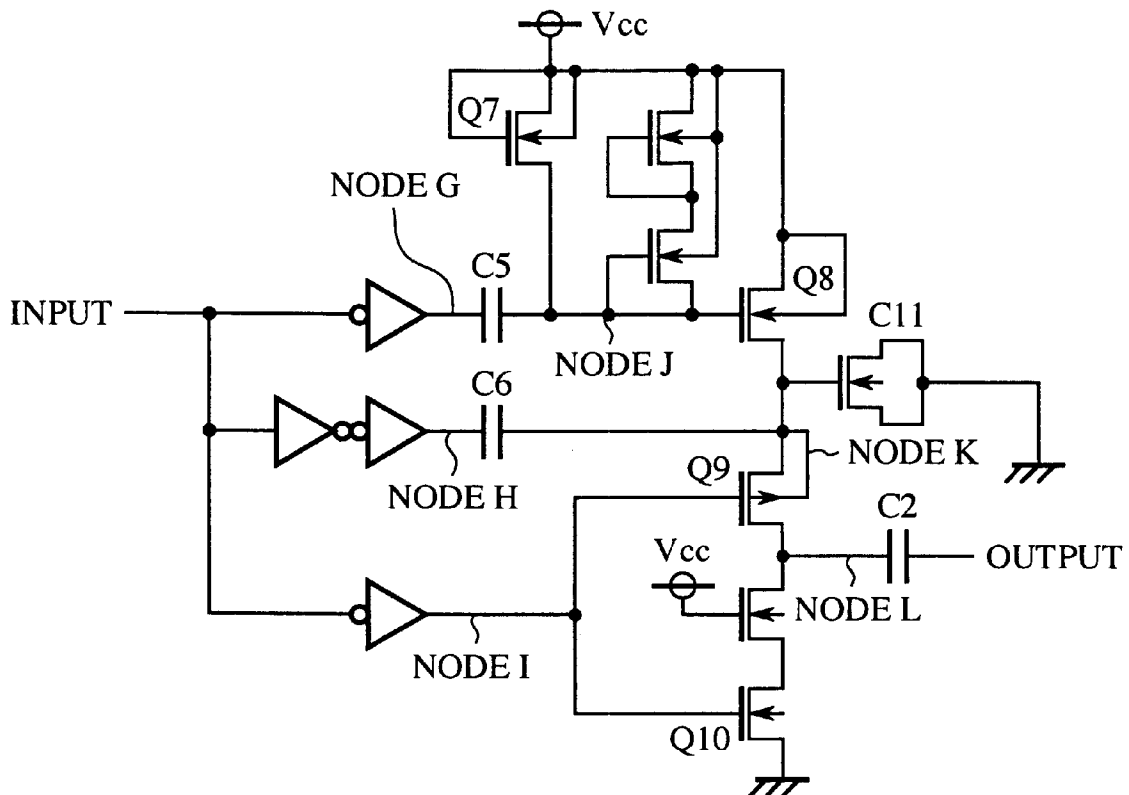 Vcc
Q7
NODE G
C5
Q8
INPUT
C11
NODE J
C6
NODE K
Q9
NODE H
C2
Vcc
OUTPUT
NODE L
NODE I
Q10